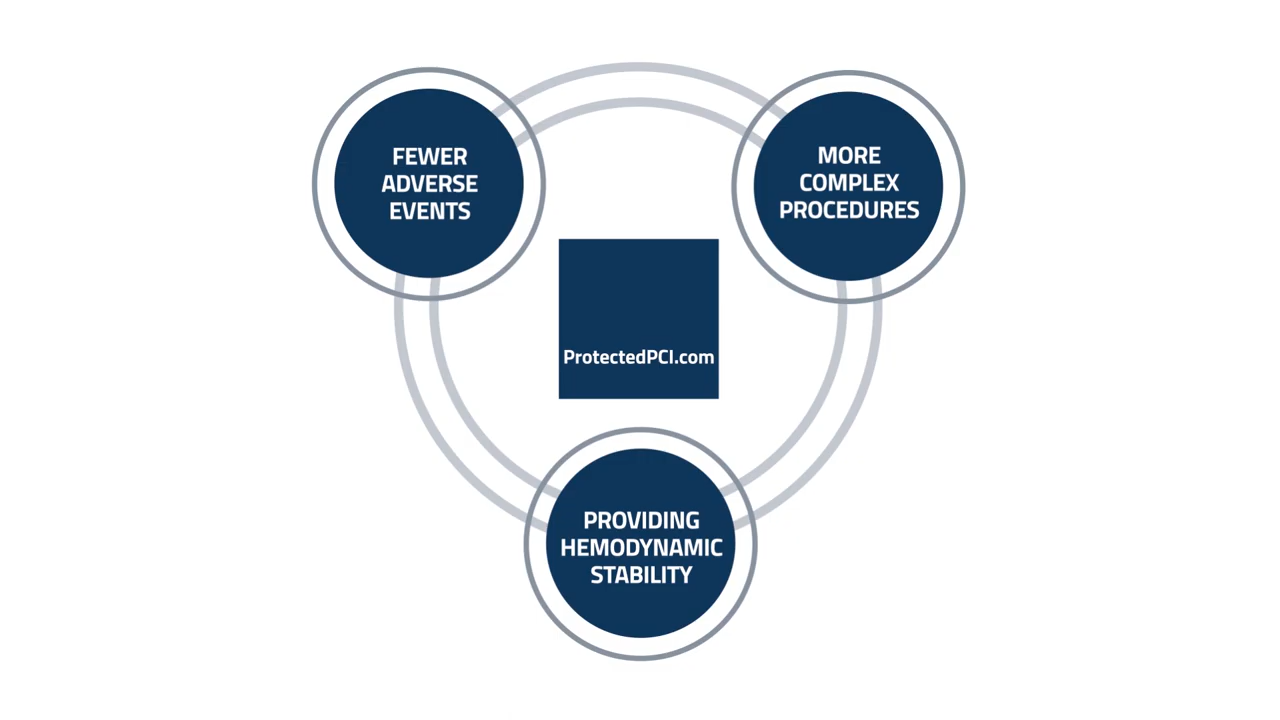 FEWER
ADVERSE
EVENTS
MORE
COMPLEX
PROCEDURES
ProtectedPCI.com
PROVIDING
HEMODYNAMIC
STABILITY